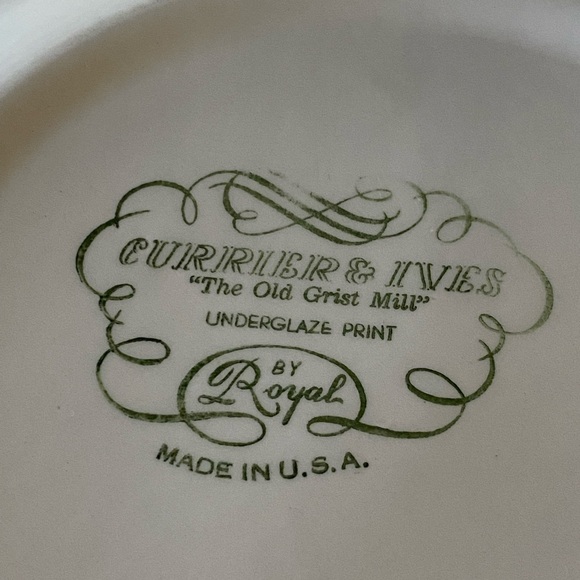 CURRIER & IVES
"The Old Grist Mill"
UNDERGLAZE PRINT
BY
Royal
MADE IN U.S.A.